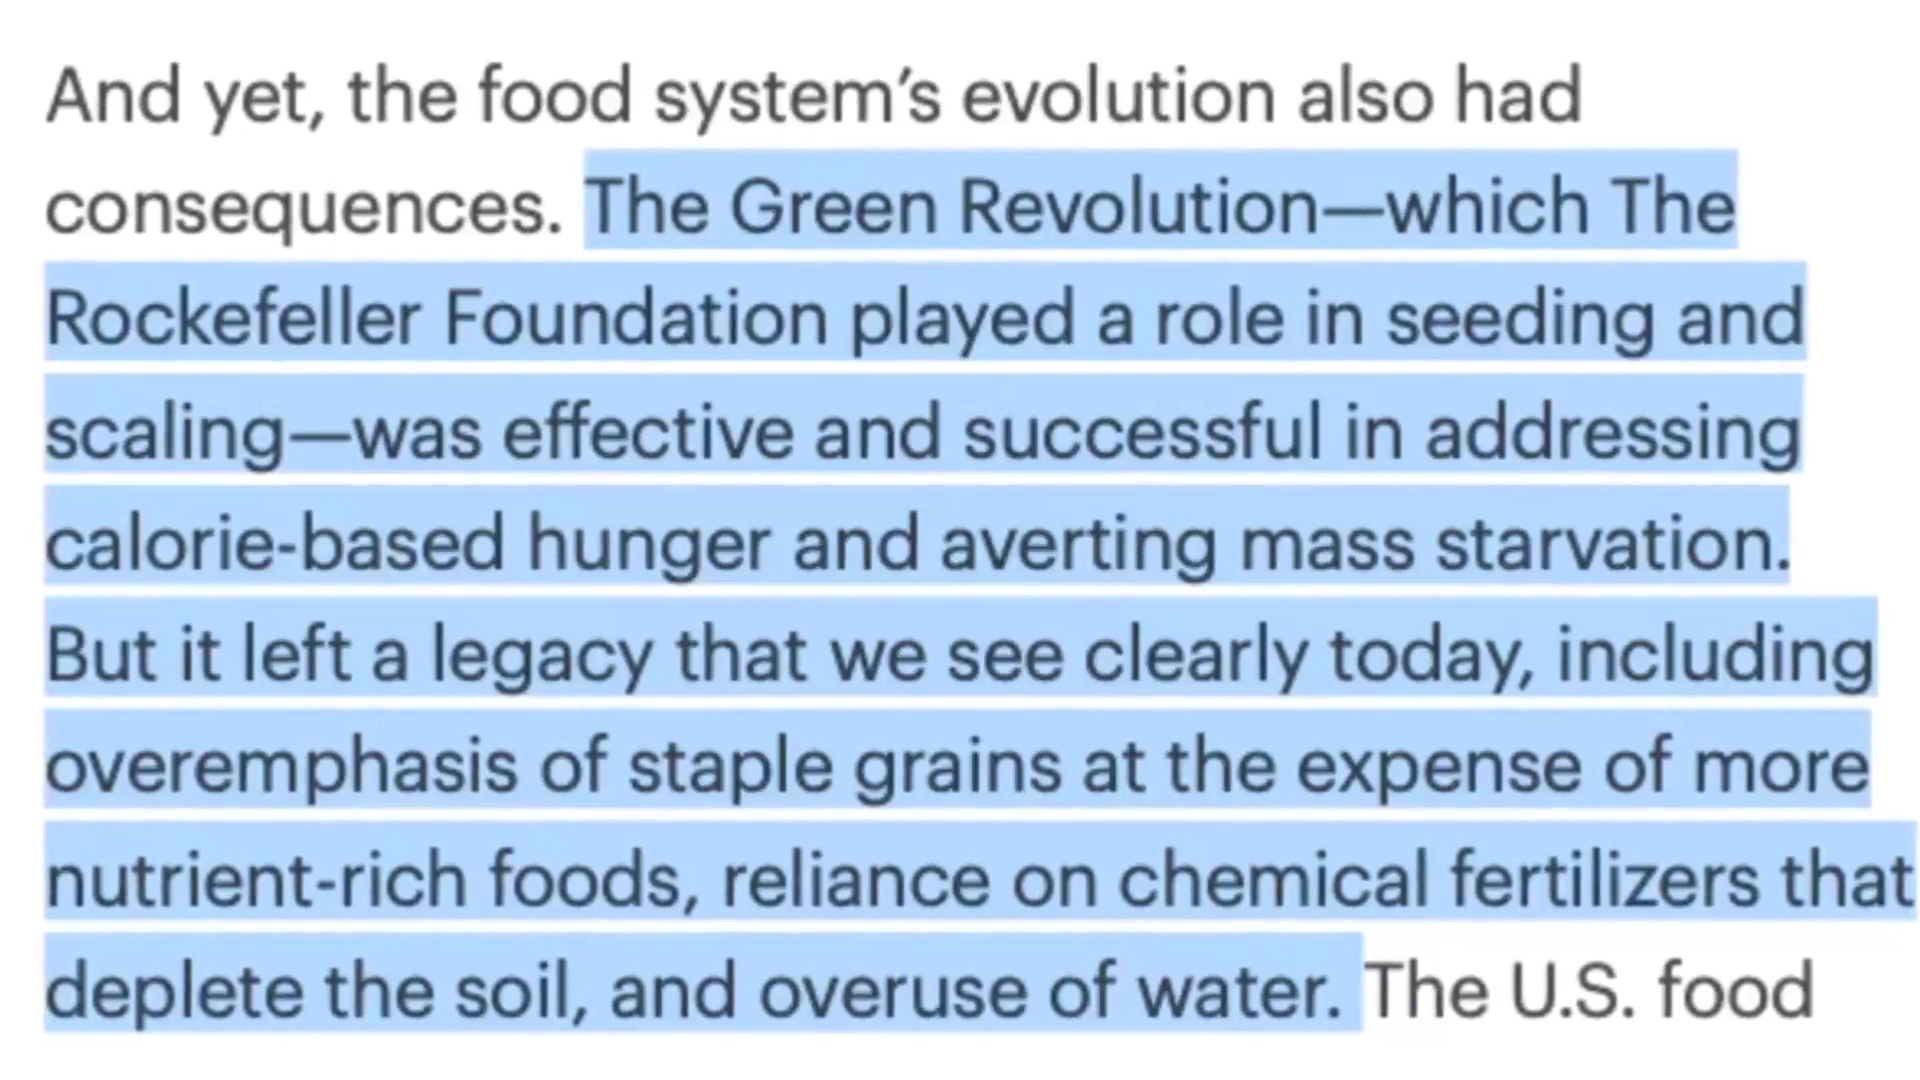 And yet, the food system’s evolution also had
consequences. The Green Revolution—which The
Rockefeller Foundation played a role in seeding and
scaling—was effective and successful in addressing
calorie-based hunger and averting mass starvation.
But it left a legacy that we see clearly today, including
overemphasis of staple grains at the expense of more
nutrient-rich foods, reliance on chemical fertilizers that
deplete the soil, and overuse of water. The U.S. food